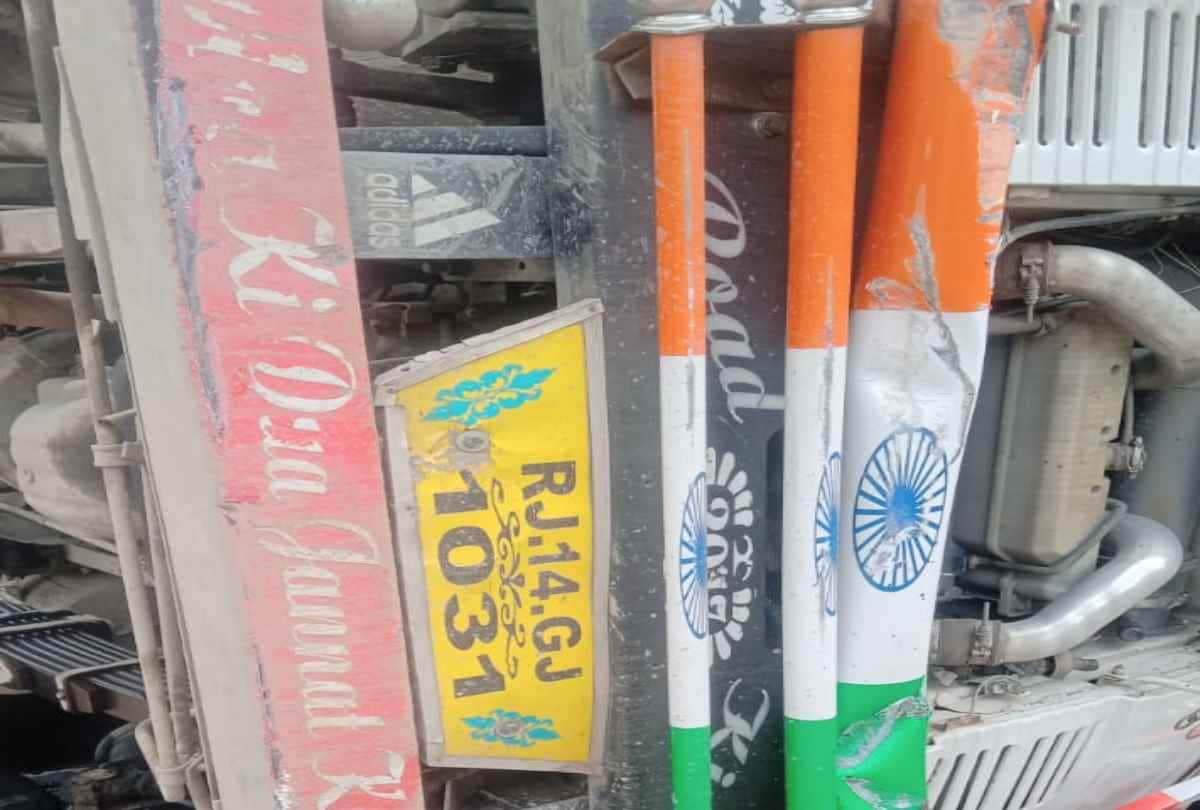 Road Ki
RJ.14.GJ
1031
adidas
Ki Dua Jannat